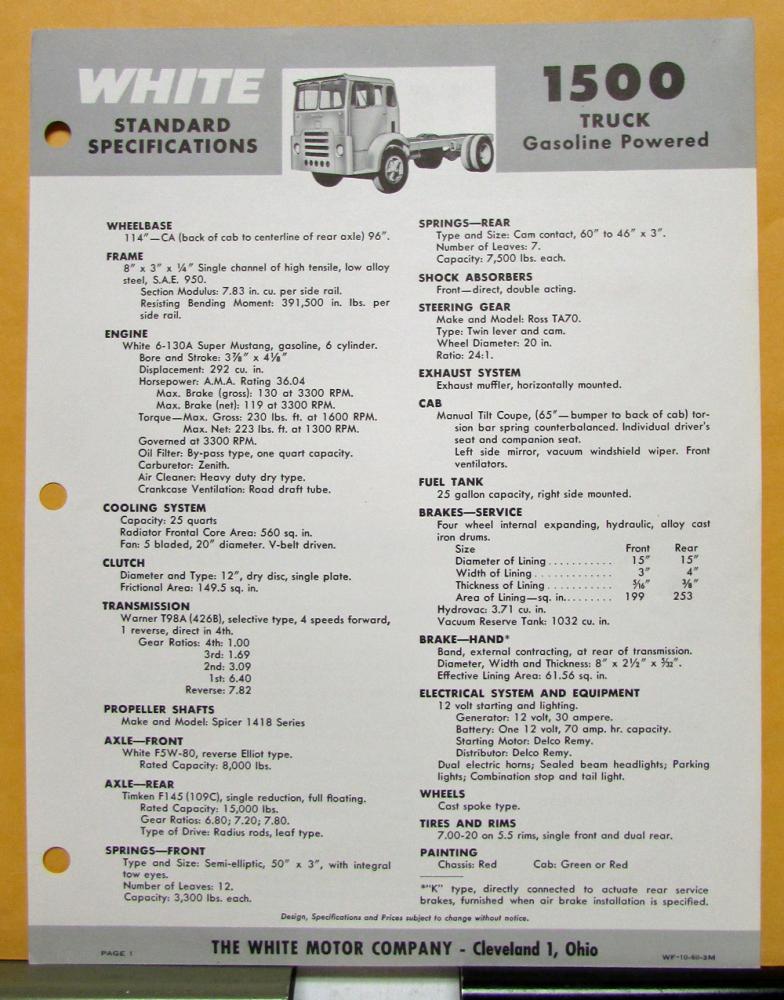 WHITE
STANDARD
SPECIFICATIONS
1500
TRUCK
Gasoline Powered
WHEELBASE
114"—CA (back of cab to centerline of rear axle) 96".
FRAME
8" x 3" x ¼" Single channel of high tensile, low alloy
steel, S.A.E. 950.
Section Modulus: 7.83 in. cu. per side rail.
Resisting Bending Moment: 391,500 in. lbs. per
side rail.
ENGINE
White 6-130A Super Mustang, gasoline, 6 cylinder.
Bore and Stroke: 3⅞" x 4⅛"
Displacement: 292 cu. in.
Horsepower: A.M.A. Rating 36.04
Max. Brake (gross): 130 at 3300 RPM.
Max. Brake (net): 119 at 3300 RPM.
Torque—Max. Gross: 230 lbs. ft. at 1600 RPM.
Max. Net: 223 lbs. ft. at 1300 RPM.
Governed at 3300 RPM.
Oil Filter: By-pass type, one quart capacity.
Carburetor: Zenith.
Air Cleaner: Heavy duty dry type.
Crankcase Ventilation: Road draft tube.
COOLING SYSTEM
Capacity: 25 quarts
Radiator Frontal Core Area: 560 sq. in.
Fan: 5 bladed, 20" diameter. V-belt driven.
CLUTCH
Diameter and Type: 12", dry disc, single plate.
Frictional Area: 149.5 sq. in.
TRANSMISSION
Warner T98A (426B), selective type, 4 speeds forward,
1 reverse, direct in 4th.
Gear Ratios: 4th: 1.00
3rd: 1.69
2nd: 3.09
1st: 6.40
Reverse: 7.82
PROPELLER SHAFTS
Make and Model: Spicer 1418 Series
AXLE—FRONT
White F5W-80, reverse Elliot type.
Rated Capacity: 8,000 lbs.
AXLE—REAR
Timken F145 (109C), single reduction, full floating.
Rated Capacity: 15,000 lbs.
Gear Ratios: 6.80; 7.20; 7.80.
Type of Drive: Radius rods, leaf type.
SPRINGS—FRONT
Type and Size: Semi-elliptic, 50" x 3", with integral
tow eyes.
Number of Leaves: 12.
Capacity: 3,300 lbs. each.
SPRINGS—REAR
Type and Size: Cam contact, 60" to 46" x 3".
Number of Leaves: 7.
Capacity: 7,500 lbs. each.
SHOCK ABSORBERS
Front—direct, double acting.
STEERING GEAR
Make and Model: Ross TA70.
Type: Twin lever and cam.
Wheel Diameter: 20 in.
Ratio: 24:1.
EXHAUST SYSTEM
Exhaust muffler, horizontally mounted.
CAB
Manual Tilt Coupe, (65"—bumper to back of cab) tor-
sion bar spring counterbalanced. Individual driver's
seat and companion seat.
Left side mirror, vacuum windshield wiper. Front
ventilators.
FUEL TANK
25 gallon capacity, right side mounted.
BRAKES—SERVICE
Four wheel internal expanding, hydraulic, alloy cast
iron drums.
Size Front Rear
Diameter of Lining........... 15" 15"
Width of Lining............. 3" 4"
Thickness of Lining.......... 5/16" ⅜"
Area of Lining—sq. in........ 199 253
Hydrovac: 3.71 cu. in.
Vacuum Reserve Tank: 1032 cu. in.
BRAKE—HAND*
Band, external contracting, at rear of transmission.
Diameter, Width and Thickness: 8" x 2½" x 5/32".
Effective Lining Area: 61.56 sq. in.
ELECTRICAL SYSTEM AND EQUIPMENT
12 volt starting and lighting.
Generator: 12 volt, 30 ampere.
Battery: One 12 volt, 70 amp. hr. capacity.
Starting Motor: Delco Remy.
Distributor: Delco Remy.
Dual electric horns; Sealed beam headlights; Parking
lights; Combination stop and tail light.
WHEELS
Cast spoke type.
TIRES AND RIMS
7.00-20 on 5.5 rims, single front and dual rear.
PAINTING
Chassis: Red Cab: Green or Red
*"K" type, directly connected to actuate rear service
brakes, furnished when air brake installation is specified.
Design, Specifications and Prices subject to change without notice.
PAGE 1
THE WHITE MOTOR COMPANY - Cleveland 1, Ohio
WF-10-60-3M